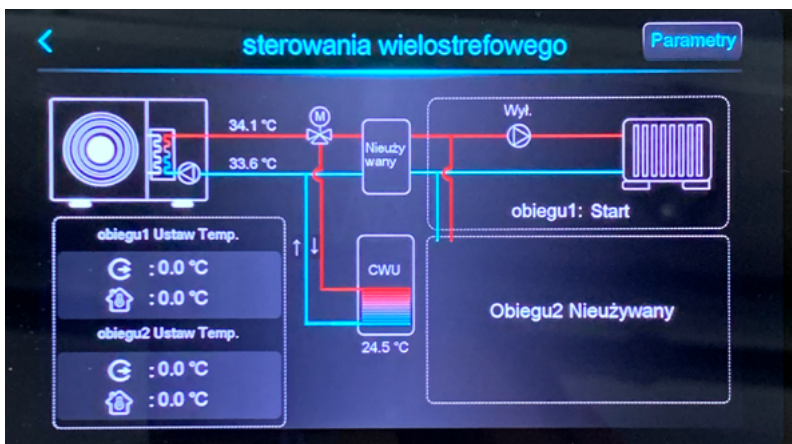 sterowania wielostrefowego
Parametry
34.1 °C
M
Wył.
Nieuży
wany
33.6 °C
obiegu1: Start
obiegu1 Ustaw Temp.
: 0.0 °C
: 0.0 °C
CWU
Obiegu2 Nieużywany
obiegu2 Ustaw Temp.
24.5 °C
: 0.0 °C
: 0.0 °C